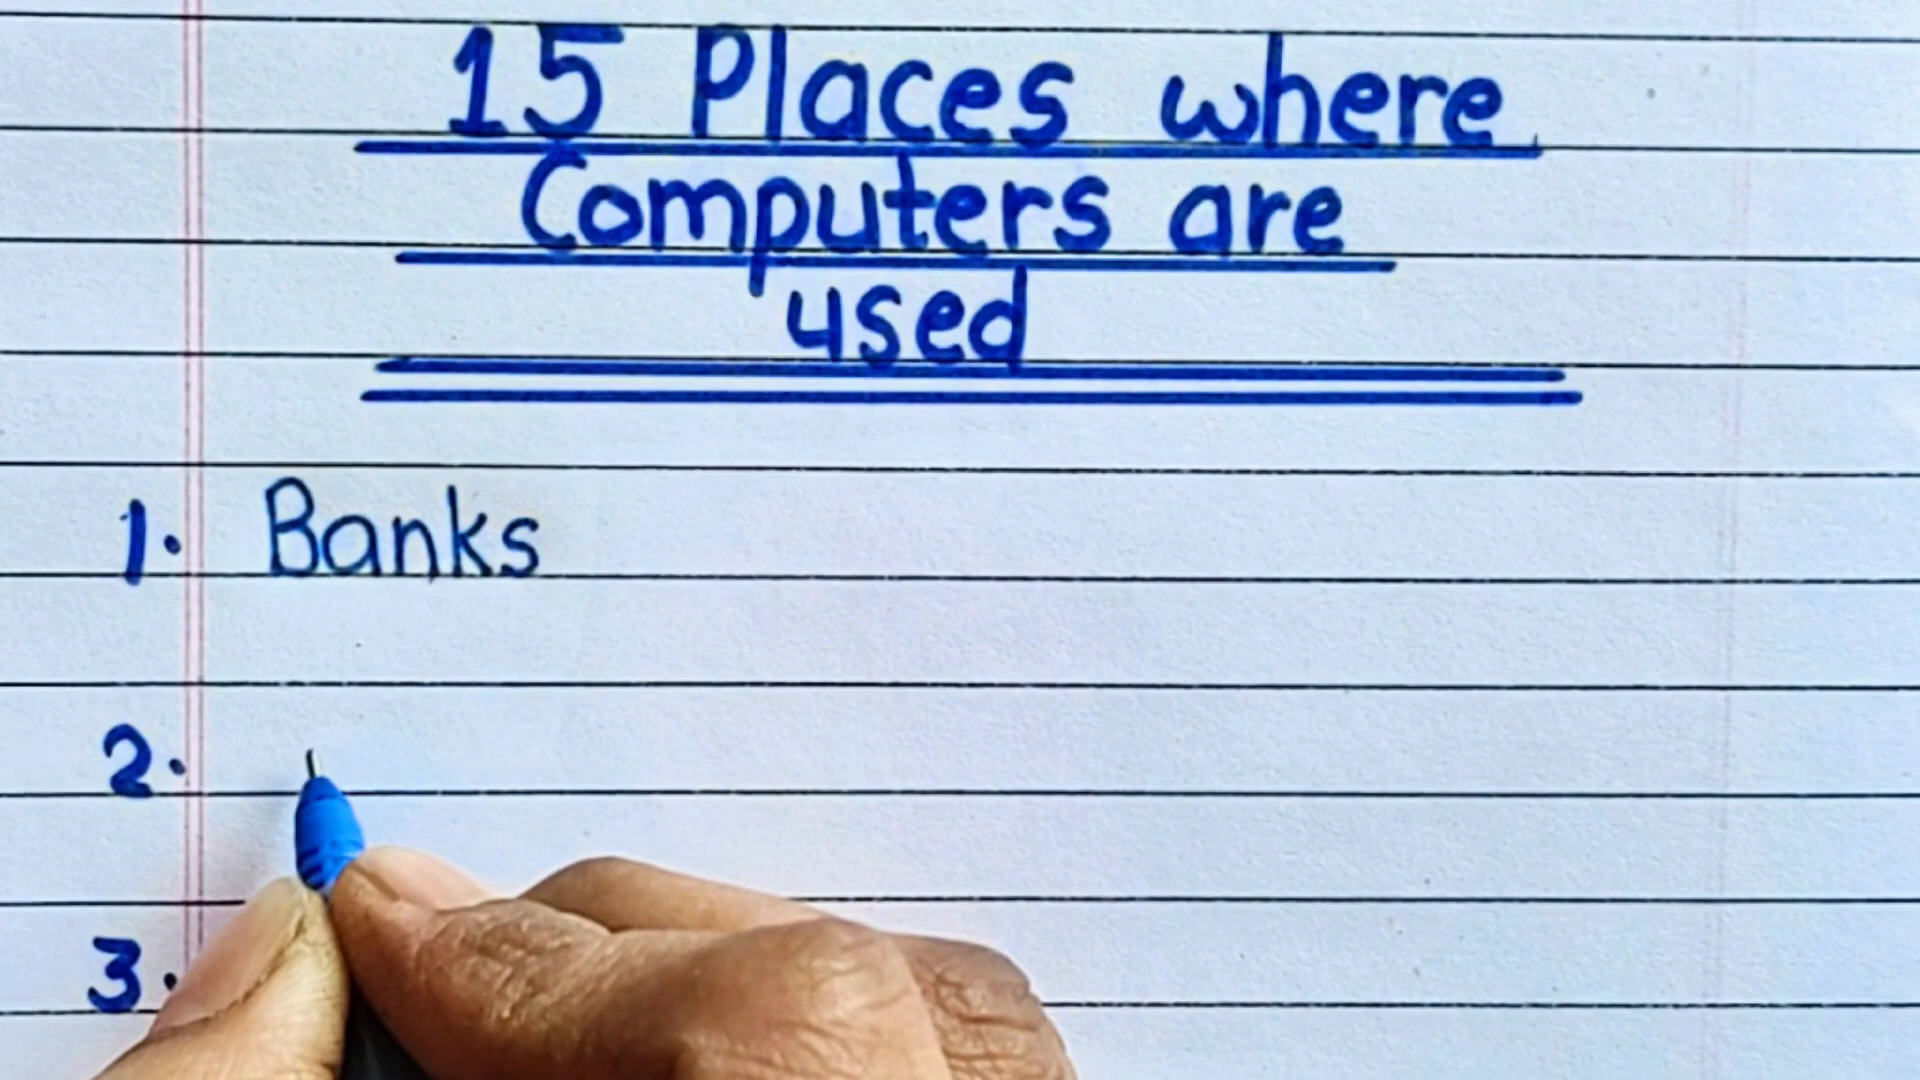 15 Places where
Computers are
used
1. Banks
2.
3.